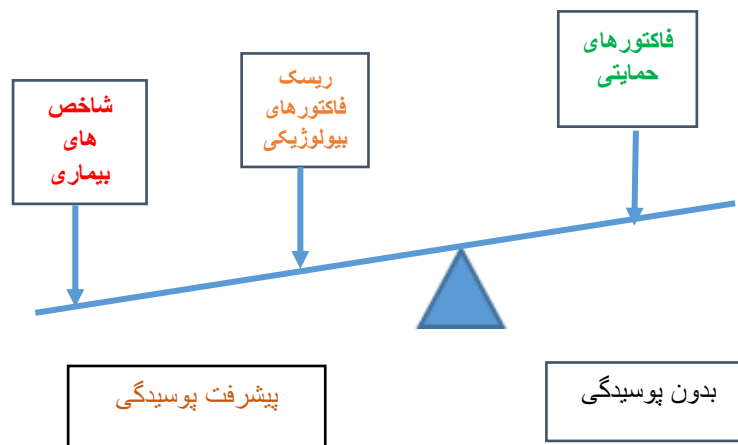 فاکتورهای
حمایتی
ریسک
فاکتورهای
بیولوژیکی
شاخص
های
بیماری
بدون پوسیدگی
پیشرفت پوسیدگی